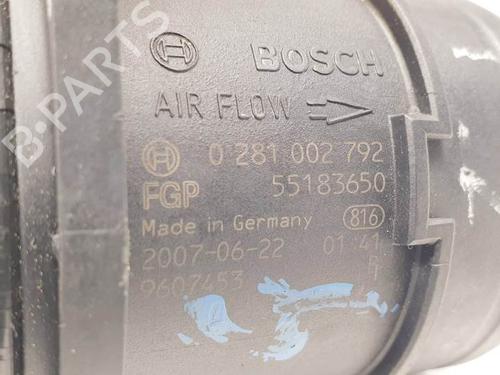 BOSCH
AIR FLOW
0 281 002 792
FGP 55183650
Made in Germany 816
2007-06-22 01:41
9607453 R
B-PARTS